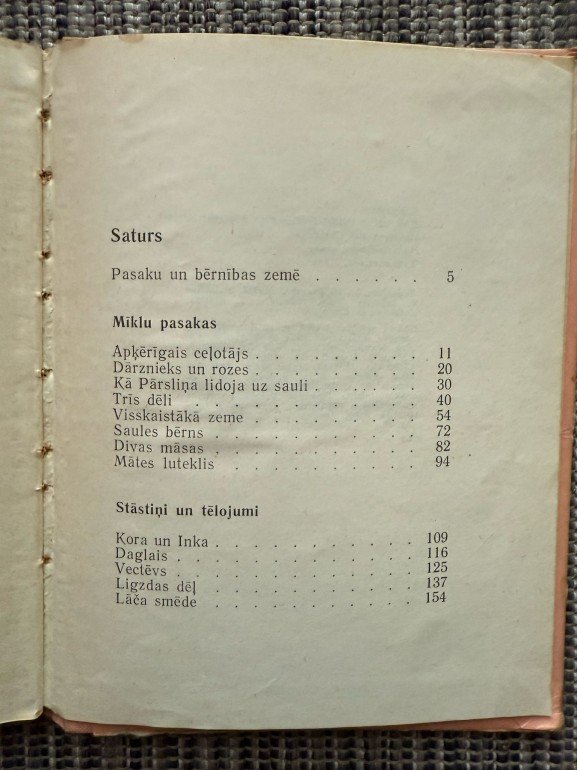 Saturs
Pasaku un bērnības zemē . . . . . . 5
Mīklu pasakas
Apķērīgais ceļotājs . . . . . . . . . 11
Dārznieks un rozes . . . . . . . . . 20
Kā Pārsliņa lidoja uz sauli . . . . . . 30
Trīs dēli . . . . . . . . . . . 40
Visskaistākā zeme . . . . . . . . . 54
Saules bērns . . . . . . . . . . . 72
Divas māsas . . . . . . . . . . . 82
Mātes luteklis . . . . . . . . . . 94
Stāstiņi un tēlojumi
Kora un Inka . . . . . . . . . . . 109
Daglais . . . . . . . . . . . . . 116
Vectēvs . . . . . . . . . . . . . 125
Ligzdas dēļ . . . . . . . . . . . 137
Lāča smēde . . . . . . . . . . . 154